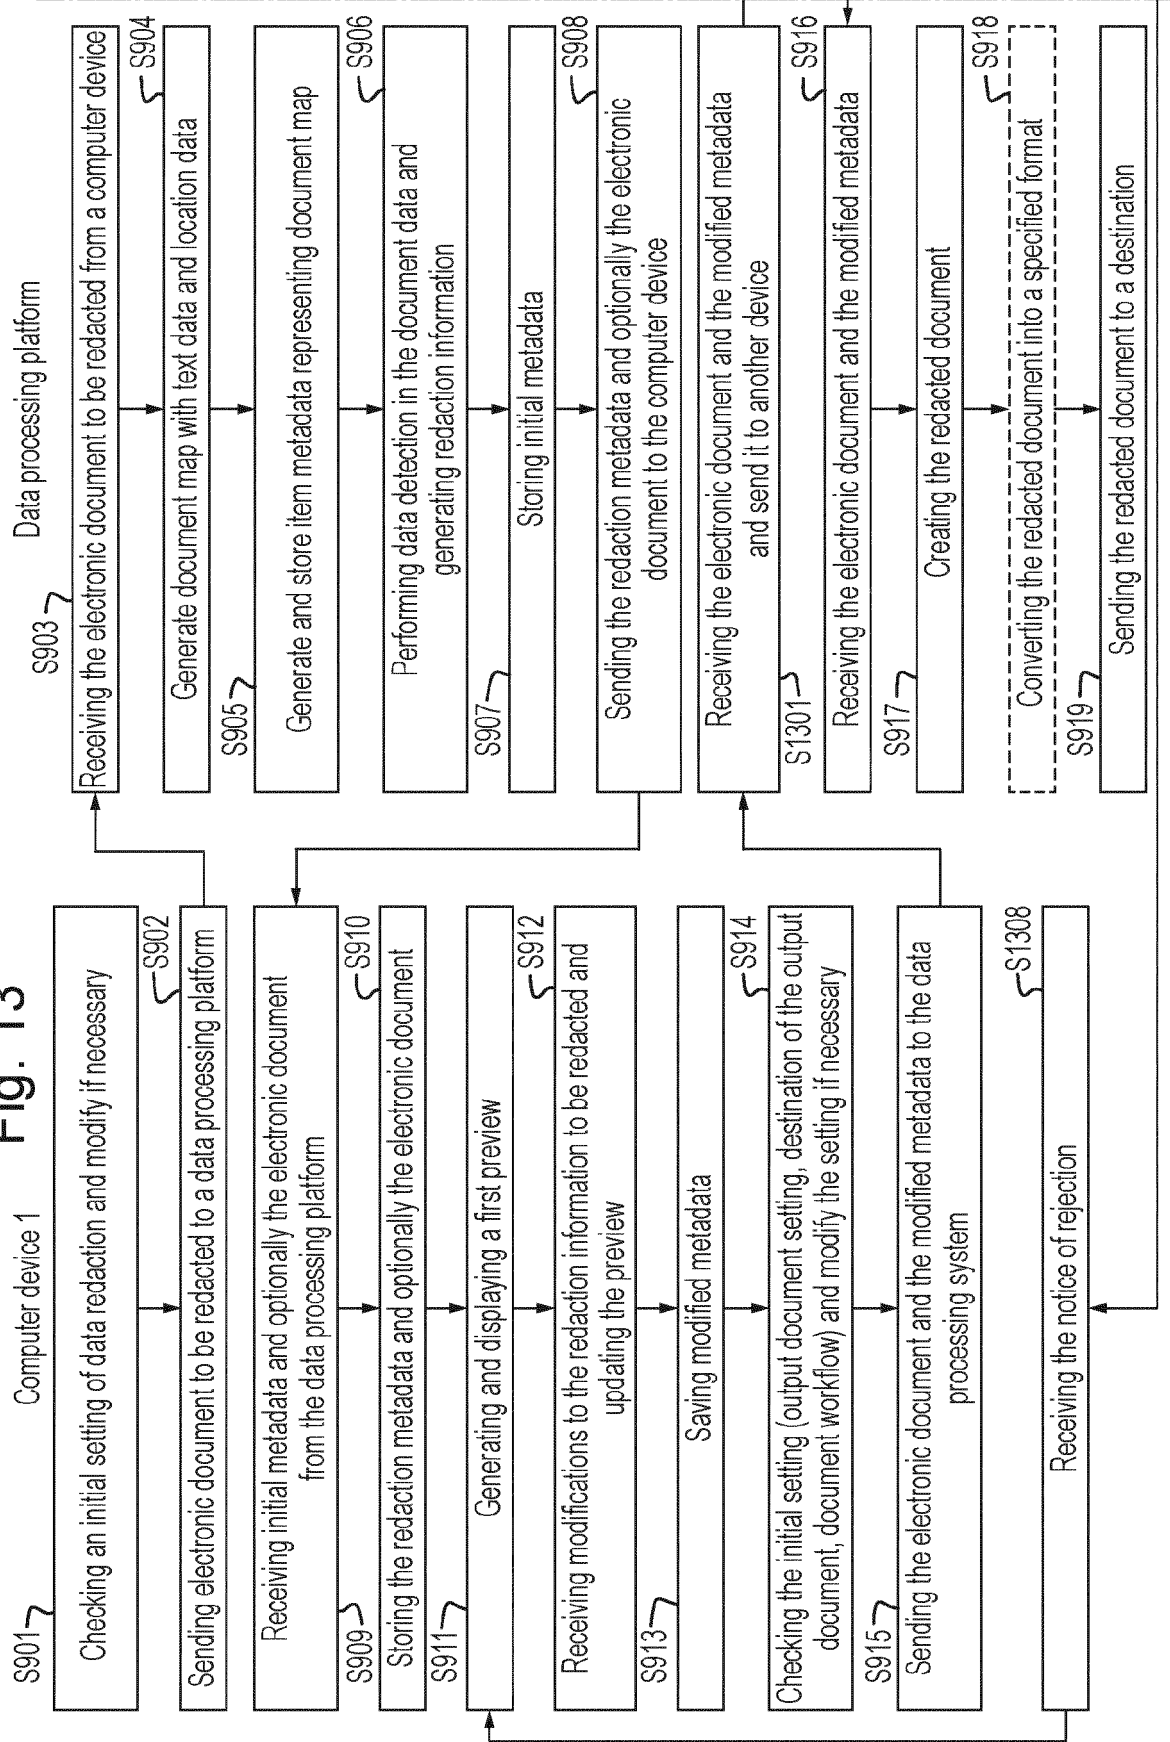 Fig. 13
Computer device 1
S901
Checking an initial setting of data redaction and modify if necessary
S902
Sending electronic document to be redacted to a data processing platform
Receiving initial metadata and optionally the electronic document
from the data processing platform
S909
S910
Storing the redaction metadata and optionally the electronic document
S911
Generating and displaying a first preview
S912
Receiving modifications to the redaction information to be redacted and
updating the preview
S913
Saving modified metadata
S914
Checking the initial setting (output document setting, destination of the output
document, document workflow) and modify the setting if necessary
S915
Sending the electronic document and the modified metadata to the data
processing system
S1308
Receiving the notice of rejection
Data processing platform
S903
Receiving the electronic document to be redacted from a computer device
S904
Generate document map with text data and location data
S905
Generate and store item metadata representing document map
S906
Performing data detection in the document data and
generating redaction information
S907
Storing initial metadata
S908
Sending the redaction metadata and optionally the electronic
document to the computer device
Receiving the electronic document and the modified metadata
and send it to another device
S1301
S916
Receiving the electronic document and the modified metadata
S917
Creating the redacted document
S918
Converting the redacted document into a specified format
S919
Sending the redacted document to a destination